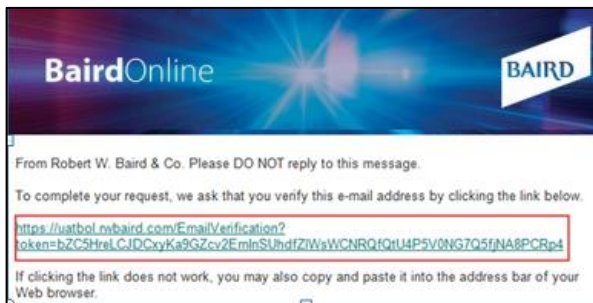 BairdOnline
BAIRD
From Robert W. Baird & Co. Please DO NOT reply to this message.
To complete your request, we ask that you verify this e-mail address by clicking the link below.
https://uatbol.rwbaird.com/EmailVerification?
token=bZC5HreLCJDCxyKa9GZcv2EmlnSUhdfZlWsWCNRQfQtU4P5V0NG7Q5fjNA8PCRp4
If clicking the link does not work, you may also copy and paste it into the address bar of your
Web browser.